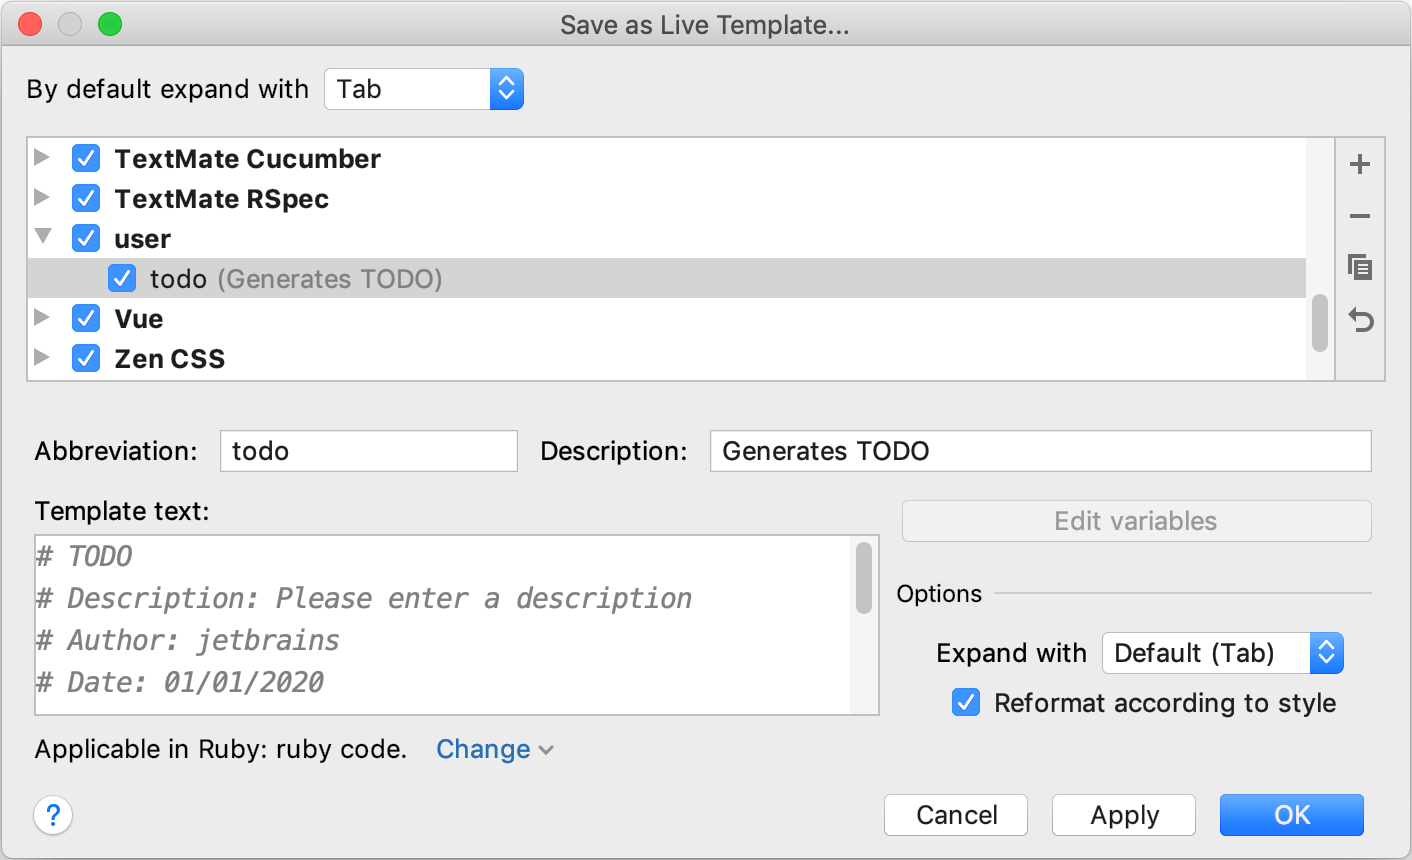 Save as Live Template...
By default expand with Tab
TextMate Cucumber
TextMate RSpec
user
todo (Generates TODO)
Vue
Zen CSS
Abbreviation: todo Description: Generates TODO
Template text:
Edit variables
# TODO
# Description: Please enter a description
# Author: jetbrains
# Date: 01/01/2020
Options
Expand with Default (Tab)
Reformat according to style
Applicable in Ruby: ruby code. Change
? Cancel Apply OK